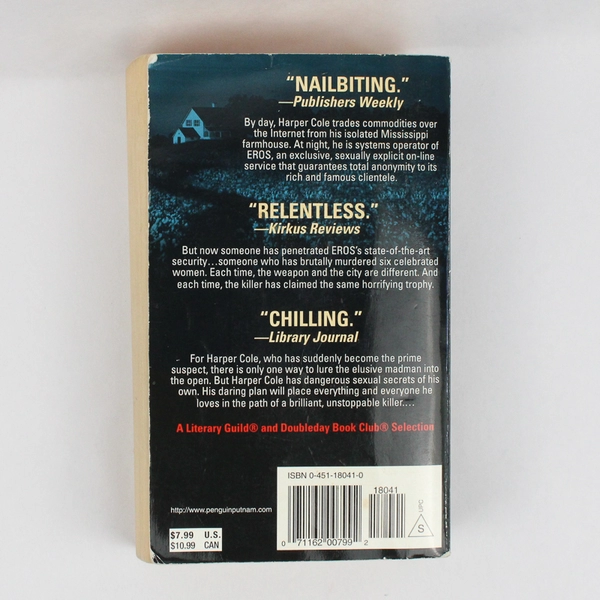 “NAILBITING.”
—Publishers Weekly
By day, Harper Cole trades commodities over
the Internet from his isolated Mississippi
farmhouse. At night, he is systems operator of
EROS, an exclusive, sexually explicit on-line
service that guarantees total anonymity to its
rich and famous clientele.
“RELENTLESS.”
—Kirkus Reviews
But now someone has penetrated EROS’s state-of-the-art
security…someone who has brutally murdered six celebrated
women. Each time, the weapon and the city are different. And
each time, the killer has claimed the same horrifying trophy.
“CHILLING.”
—Library Journal
For Harper Cole, who has suddenly become the prime
suspect, there is only one way to lure the elusive madman into
the open. But Harper Cole has dangerous sexual secrets of his
own. His daring plan will place everything and everyone he
loves in the path of a brilliant, unstoppable killer....
A Literary Guild® and Doubleday Book Club® Selection
ISBN 0-451-18041-0
18041
http://www.penguinputnam.com
UPC
S
$7.99 U.S.
$10.99 CAN
0 71162 00799 2